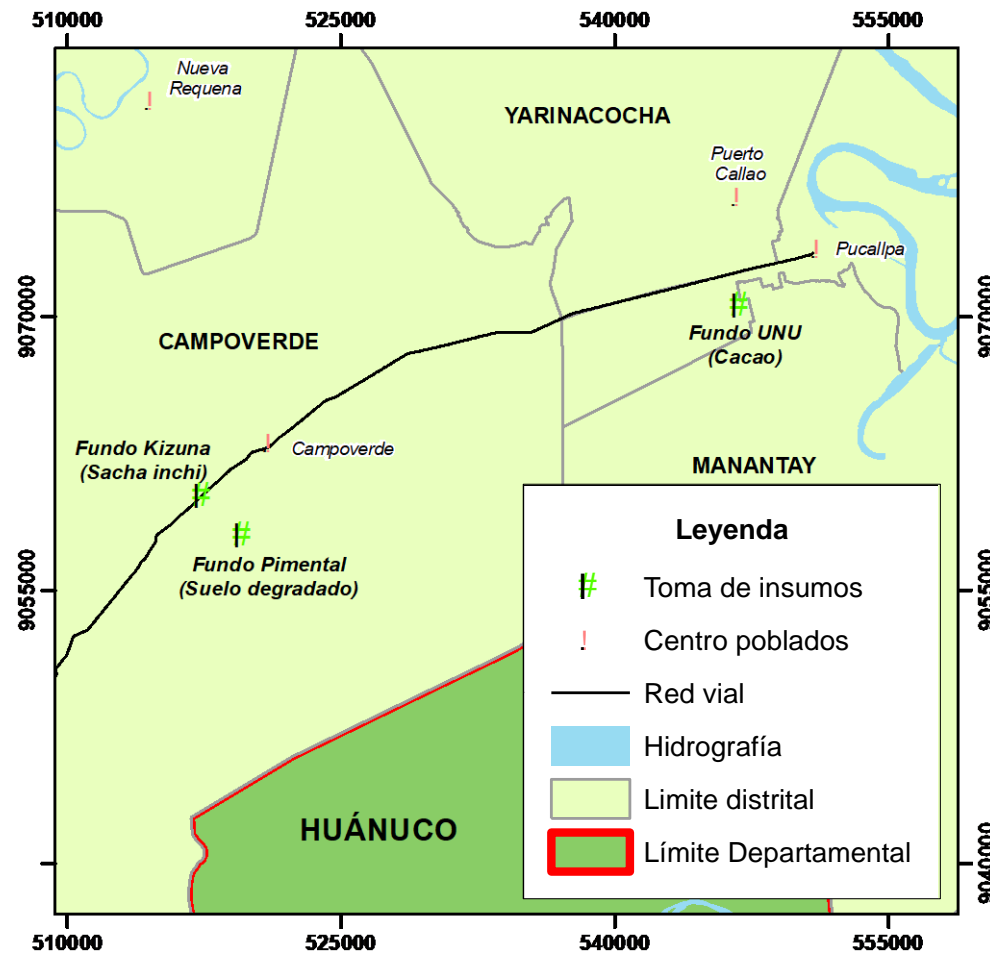 510000
525000
540000
555000
Nueva
Requena
YARINACOCHA
Puerto
Callao
Pucallpa
9070000
9070000
CAMPOVERDE
Fundo UNU
(Cacao)
Fundo Kizuna
(Sacha inchi)
Campoverde
MANANTAY
Fundo Pimental
(Suelo degradado)
9055000
9055000
Leyenda
Toma de insumos
Centro poblados
Red vial
Hidrografía
Limite distrital
Límite Departamental
HUÁNUCO
9040000
9040000
510000
525000
540000
555000